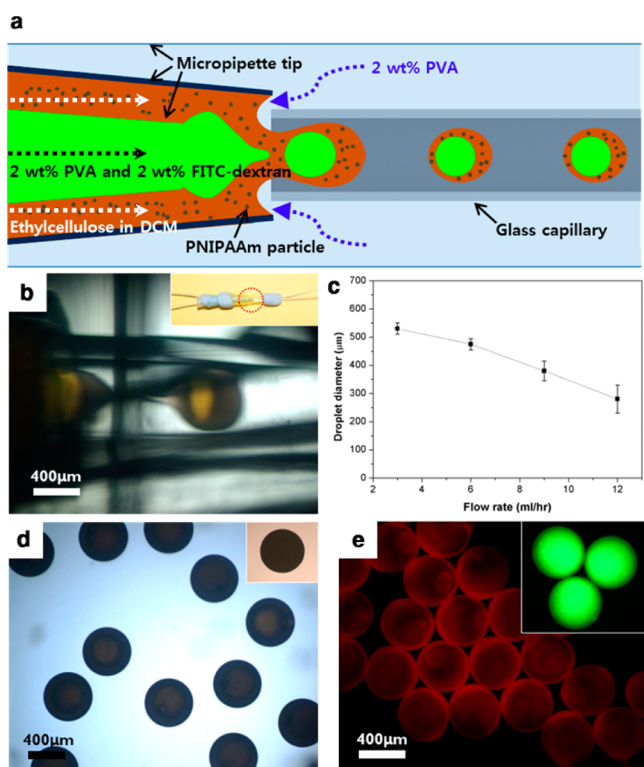 a
Micropipette tip
2 wt% PVA
2 wt% PVA and 2 wt% FITC-dextran
Ethylcellulose in DCM
PNIPAAm particle
Glass capillary
b
400μm
c
Droplet diameter (μm)
700
600
500
400
300
200
100
0
2 4 6 8 10 12
Flow rate (ml/hr)
d
400μm
e
400μm